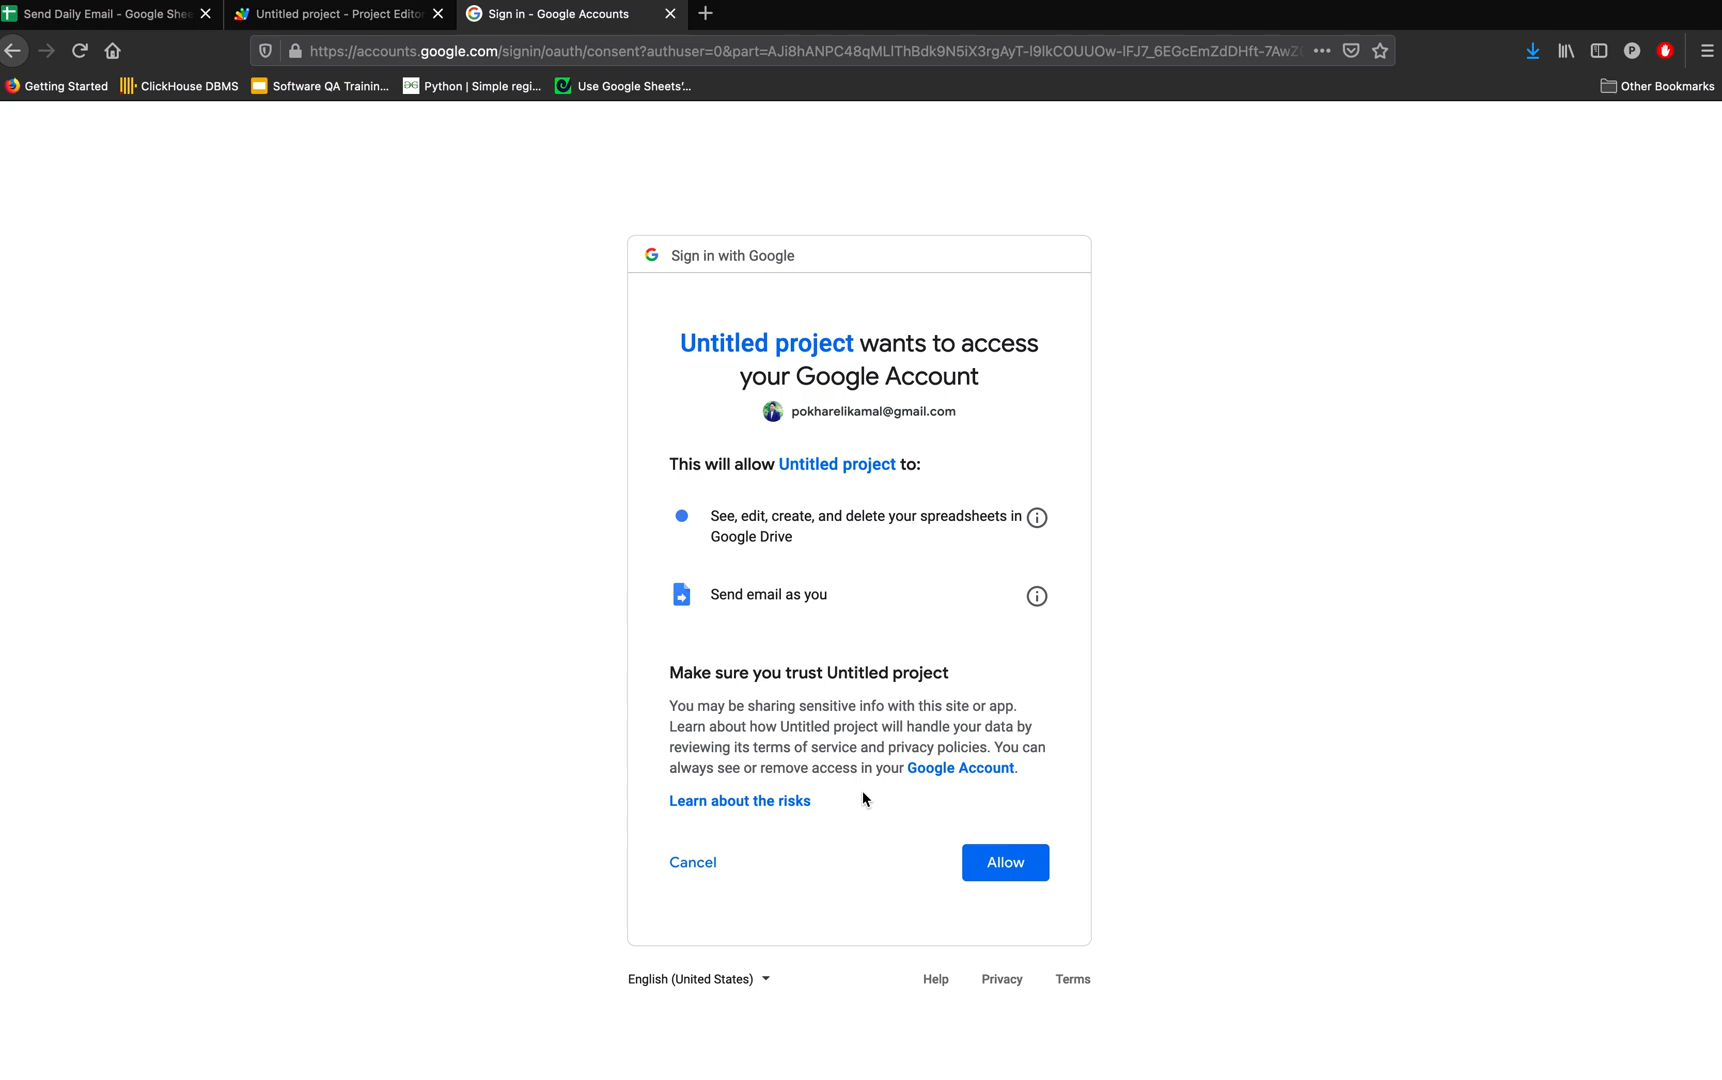 Send Daily Email - Google She
Untitled project - Project Editor
Sign in - Google Accounts
https://accounts.google.com/signin/oauth/consent?authuser=0&part=
Getting Started
ClickHouse DBMS
Software QA Trainin...
Python | Simple regi...
Use Google Sheets'...
Other Bookmarks
Sign in with Google
Untitled project wants to access
your Google Account
pokharelikamal@gmail.com
This will allow Untitled project to:
See, edit, create, and delete your spreadsheets in
Google Drive
Send email as you
Make sure you trust Untitled project
You may be sharing sensitive info with this site or app.
Learn about how Untitled project will handle your data by
reviewing its terms of service and privacy policies. You can
always see or remove access in your Google Account.
Learn about the risks
Cancel
Allow
English (United States)
Help
Privacy
Terms